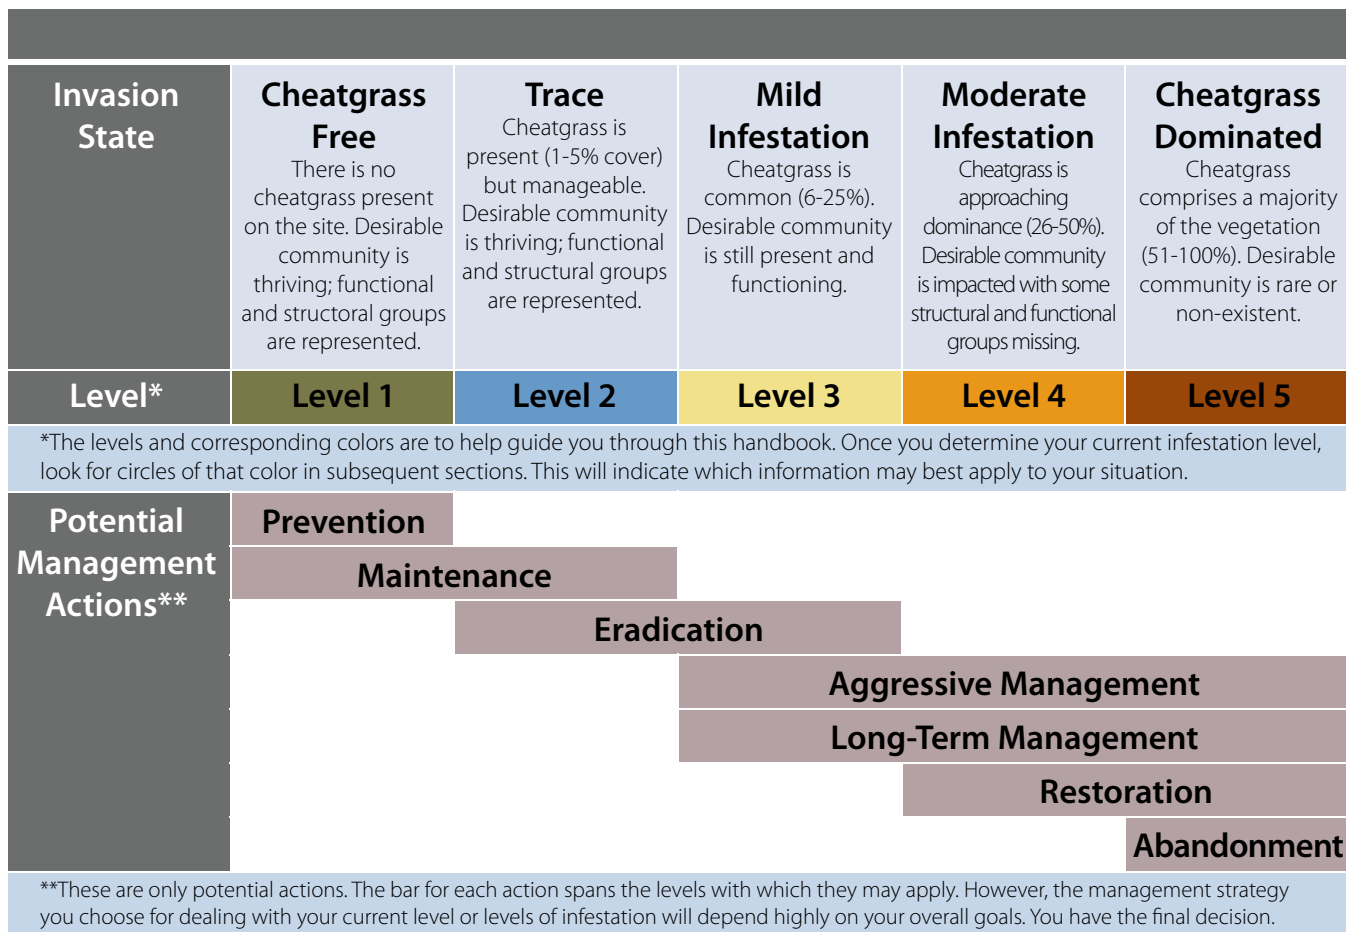 Invasion
State
Cheatgrass
Free
There is no
cheatgrass present
on the site. Desirable
community is
thriving; functional
and structoral groups
are represented.
Trace
Cheatgrass is
present (1-5% cover)
but manageable.
Desirable community
is thriving; functional
and structural groups
are represented.
Mild
Infestation
Cheatgrass is
common (6-25%).
Desirable community
is still present and
functioning.
Moderate
Infestation
Cheatgrass is
approaching
dominance (26-50%).
Desirable community
is impacted with some
structural and functional
groups missing.
Cheatgrass
Dominated
Cheatgrass
comprises a majority
of the vegetation
(51-100%). Desirable
community is rare or
non-existent.
Level*
Level 1
Level 2
Level 3
Level 4
Level 5
*The levels and corresponding colors are to help guide you through this handbook. Once you determine your current infestation level,
look for circles of that color in subsequent sections. This will indicate which information may best apply to your situation.
Potential
Management
Actions**
Prevention
Maintenance
Eradication
Aggressive Management
Long-Term Management
Restoration
Abandonment
**These are only potential actions. The bar for each action spans the levels with which they may apply. However, the management strategy
you choose for dealing with your current level or levels of infestation will depend highly on your overall goals. You have the final decision.